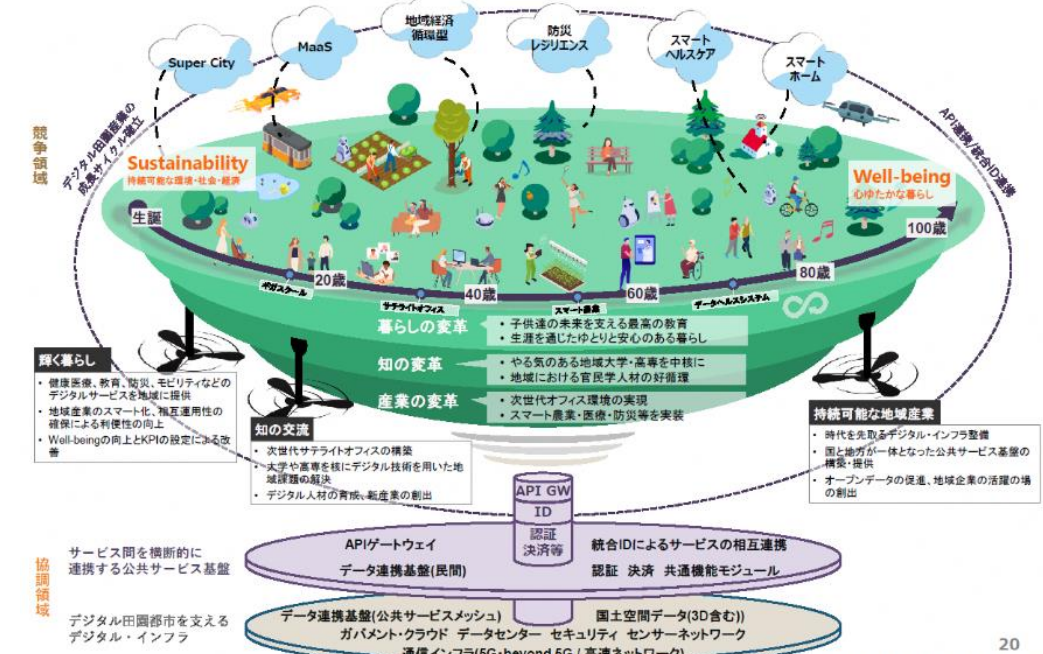 Super City
MaaS
地域経済
循環型
防災
レジリエンス
スマート
ヘルスケア
スマート
ホーム
競争領域
デジタル田園産業の
成長サイクル確立
API連携/統合ID連携
Sustainability
持続可能な環境・社会・経済
Well-being
心ゆたかな暮らし
生誕
20歳
40歳
60歳
80歳
100歳
ギガスクール
サテライトオフィス
スマート農業
データヘルスシステム
暮らしの変革
• 子供達の未来を支える最高の教育
• 生涯を通じたゆとりと安心のある暮らし
知の変革
• やる気のある地域大学・高専を中核に
• 地域における官民学人材の好循環
産業の変革
• 次世代オフィス環境の実現
• スマート農業・医療・防災等を実装
輝く暮らし
• 健康医療、教育、防災、モビリティなどの
デジタルサービスを地域に提供
• 地域産業のスマート化、相互運用性の
確保による利便性の向上
• Well-beingの向上とKPIの設定による改
善
知の交流
• 次世代サテライトオフィスの構築
• 大学や高専を核にデジタル技術を用いた地
域課題の解決
• デジタル人材の育成、新産業の創出
持続可能な地域産業
• 時代を先取るデジタル・インフラ整備
• 国と地方が一体となった公共サービス基盤の
構築・提供
• オープンデータの促進、地域企業の活躍の場
の創出
API GW
ID
認証
決済等
協調領域
サービス間を横断的に
連携する公共サービス基盤
APIゲートウェイ
統合IDによるサービスの相互連携
データ連携基盤(民間)
認証 決済 共通機能モジュール
デジタル田園都市を支える
デジタル・インフラ
データ連携基盤(公共サービスメッシュ)
国土空間データ(3D含む))
ガバメント・クラウド データセンター セキュリティ センサーネットワーク
通信インフラ(5G・beyond 5G / 高速ネットワーク)
20